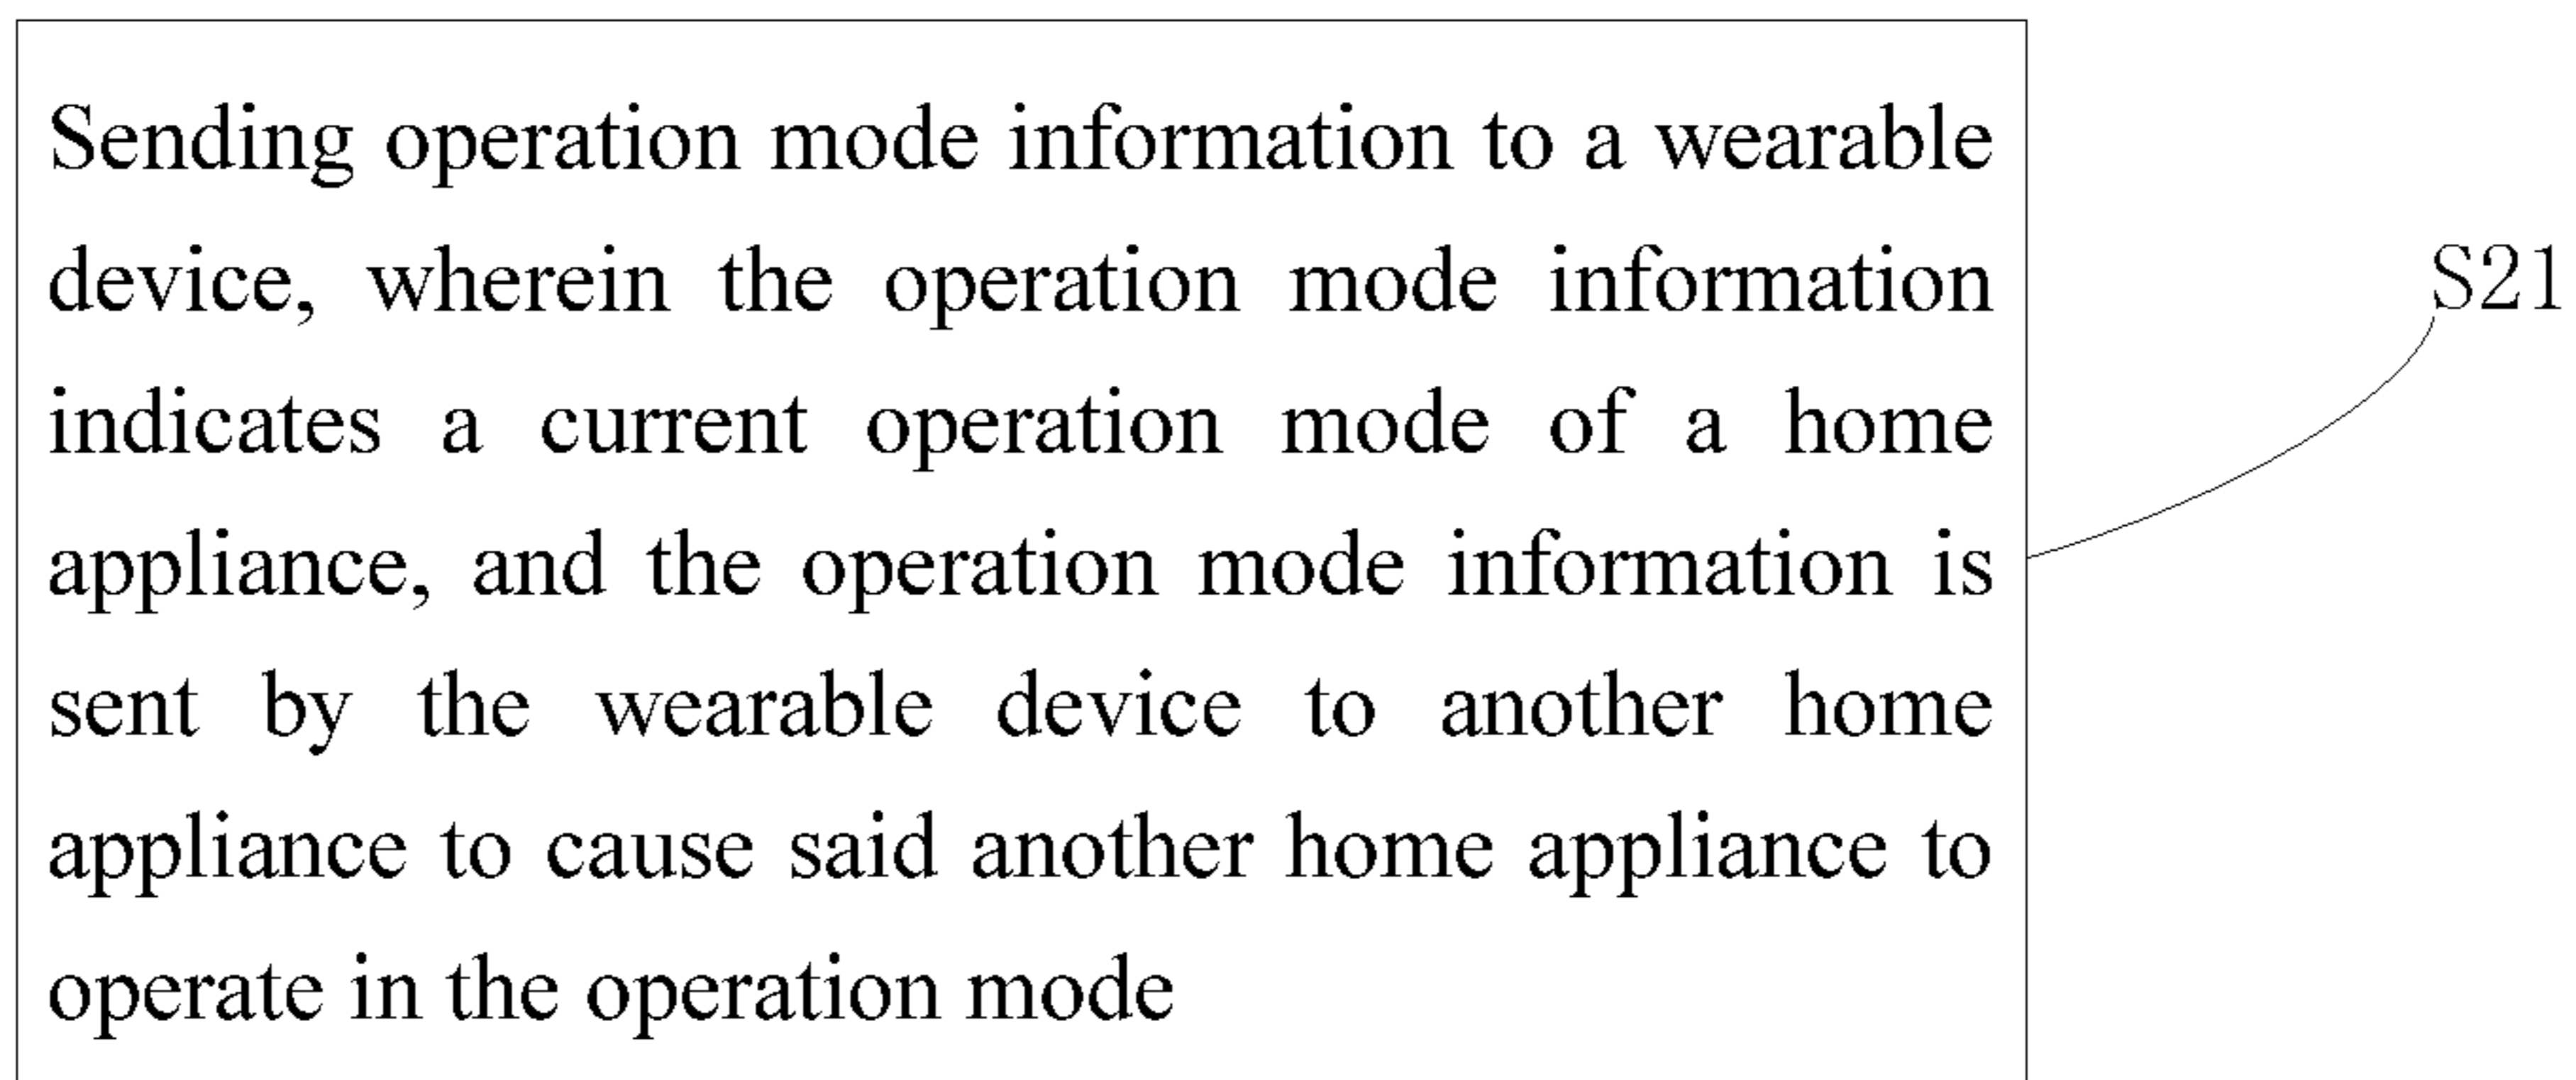 Sending operation mode information to a wearable
device, wherein the operation mode information
indicates a current operation mode of a home
appliance, and the operation mode information is
sent by the wearable device to another home
appliance to cause said another home appliance to
operate in the operation mode
S21